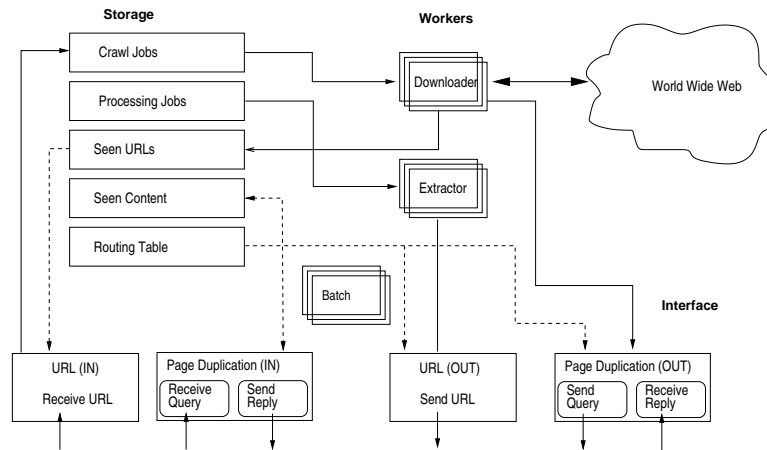 Storage
Workers
Crawl Jobs
Downloader
World Wide Web
Processing Jobs
Seen URLs
Seen Content
Extractor
Routing Table
Batch
Interface
URL (IN)
Receive URL
Page Duplication (IN)
Receive
Query
Send
Reply
URL (OUT)
Send URL
Page Duplication (OUT)
Send
Query
Receive
Reply